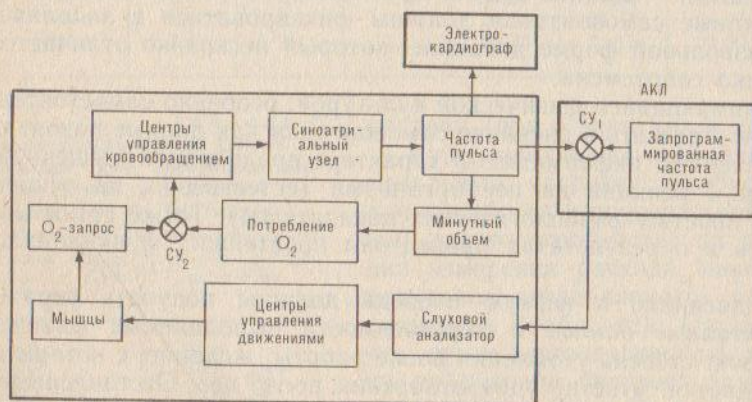 Электро-
кардиограф
АКЛ
Центры
управления
кровообращением
Синоатри-
альный
узел
Частота
пульса
СУ₁
Запрограм-
мированная
частота
пульса
О₂-запрос
СУ₂
Потребление
О₂
Минутный
объем
Мышцы
Центры
управления
движениями
Слуховой
анализатор